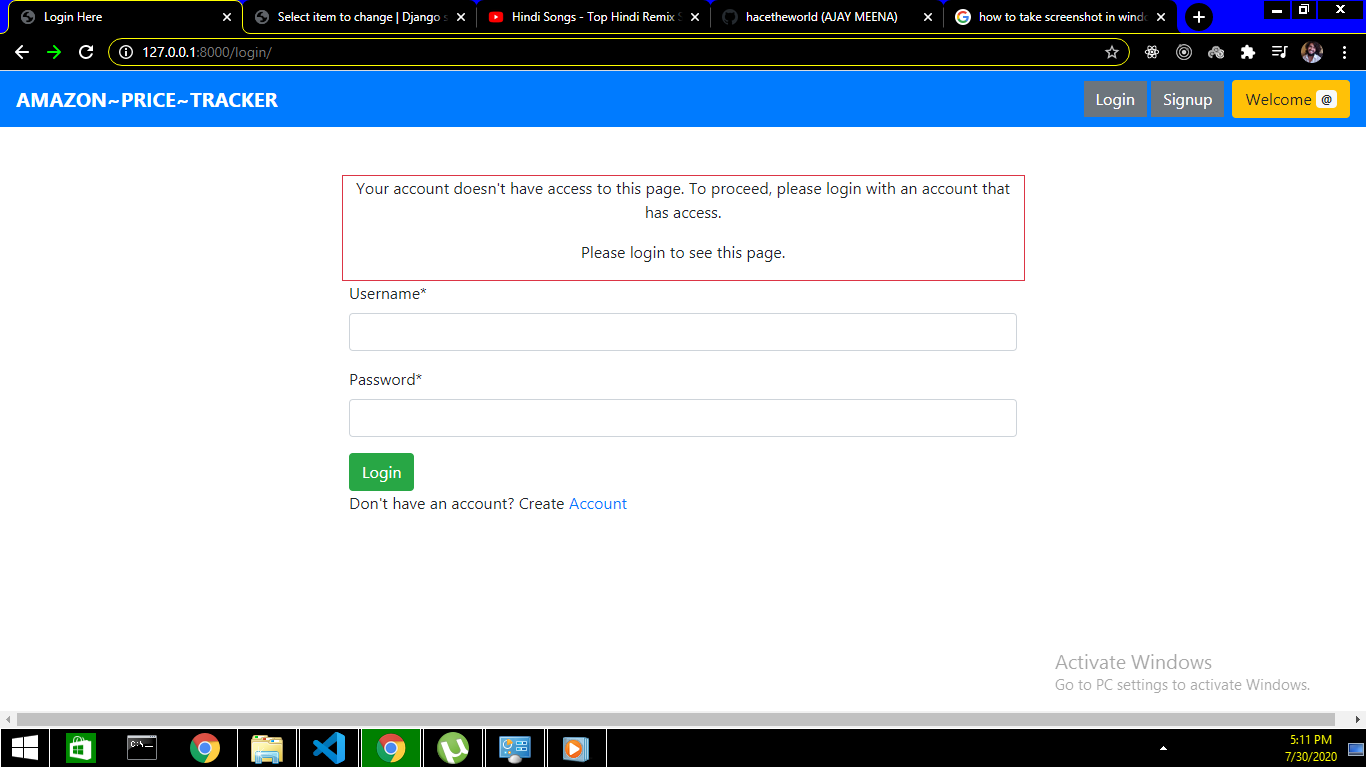 Login Here
Select item to change | Django s
Hindi Songs - Top Hindi Remix S
hacetheworld (AJAY MEENA)
how to take screenshot in wind
127.0.0.1:8000/login/
AMAZON~PRICE~TRACKER
Login
Signup
Welcome @
Your account doesn't have access to this page. To proceed, please login with an account that
has access.
Please login to see this page.
Username*
Password*
Login
Don't have an account? Create Account
Activate Windows
Go to PC settings to activate Windows.
C:\_
5:11 PM
7/30/2020